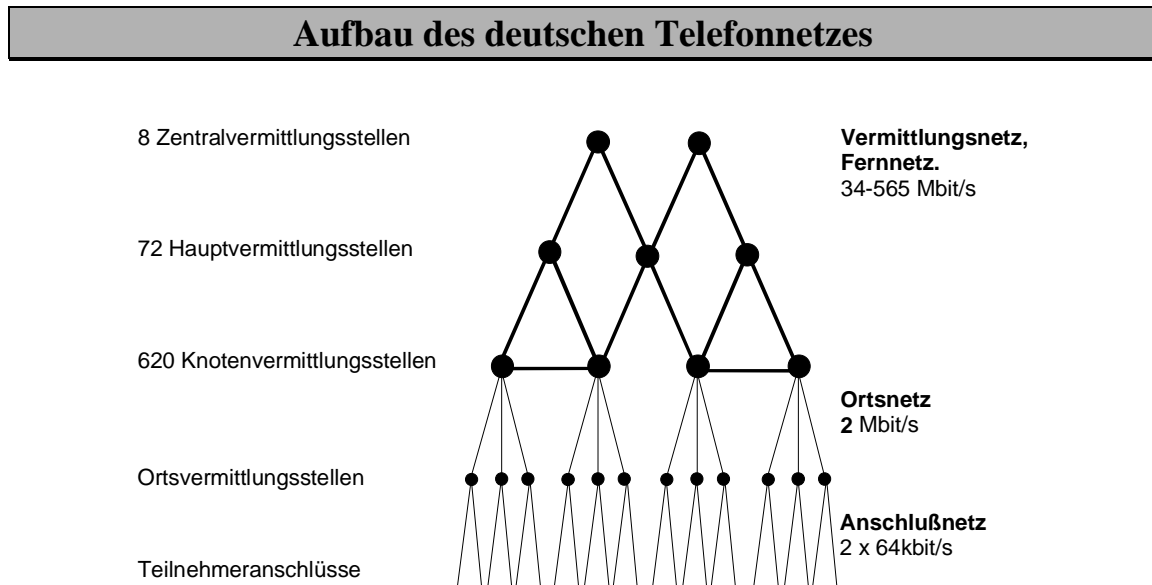 Aufbau des deutschen Telefonnetzes
8 Zentralvermittlungsstellen
Vermittlungsnetz,
Fernnetz.
34-565 Mbit/s
72 Hauptvermittlungsstellen
620 Knotenvermittlungsstellen
Ortsnetz
2 Mbit/s
Ortsvermittlungsstellen
Anschlußnetz
2 x 64kbit/s
Teilnehmeranschlüsse